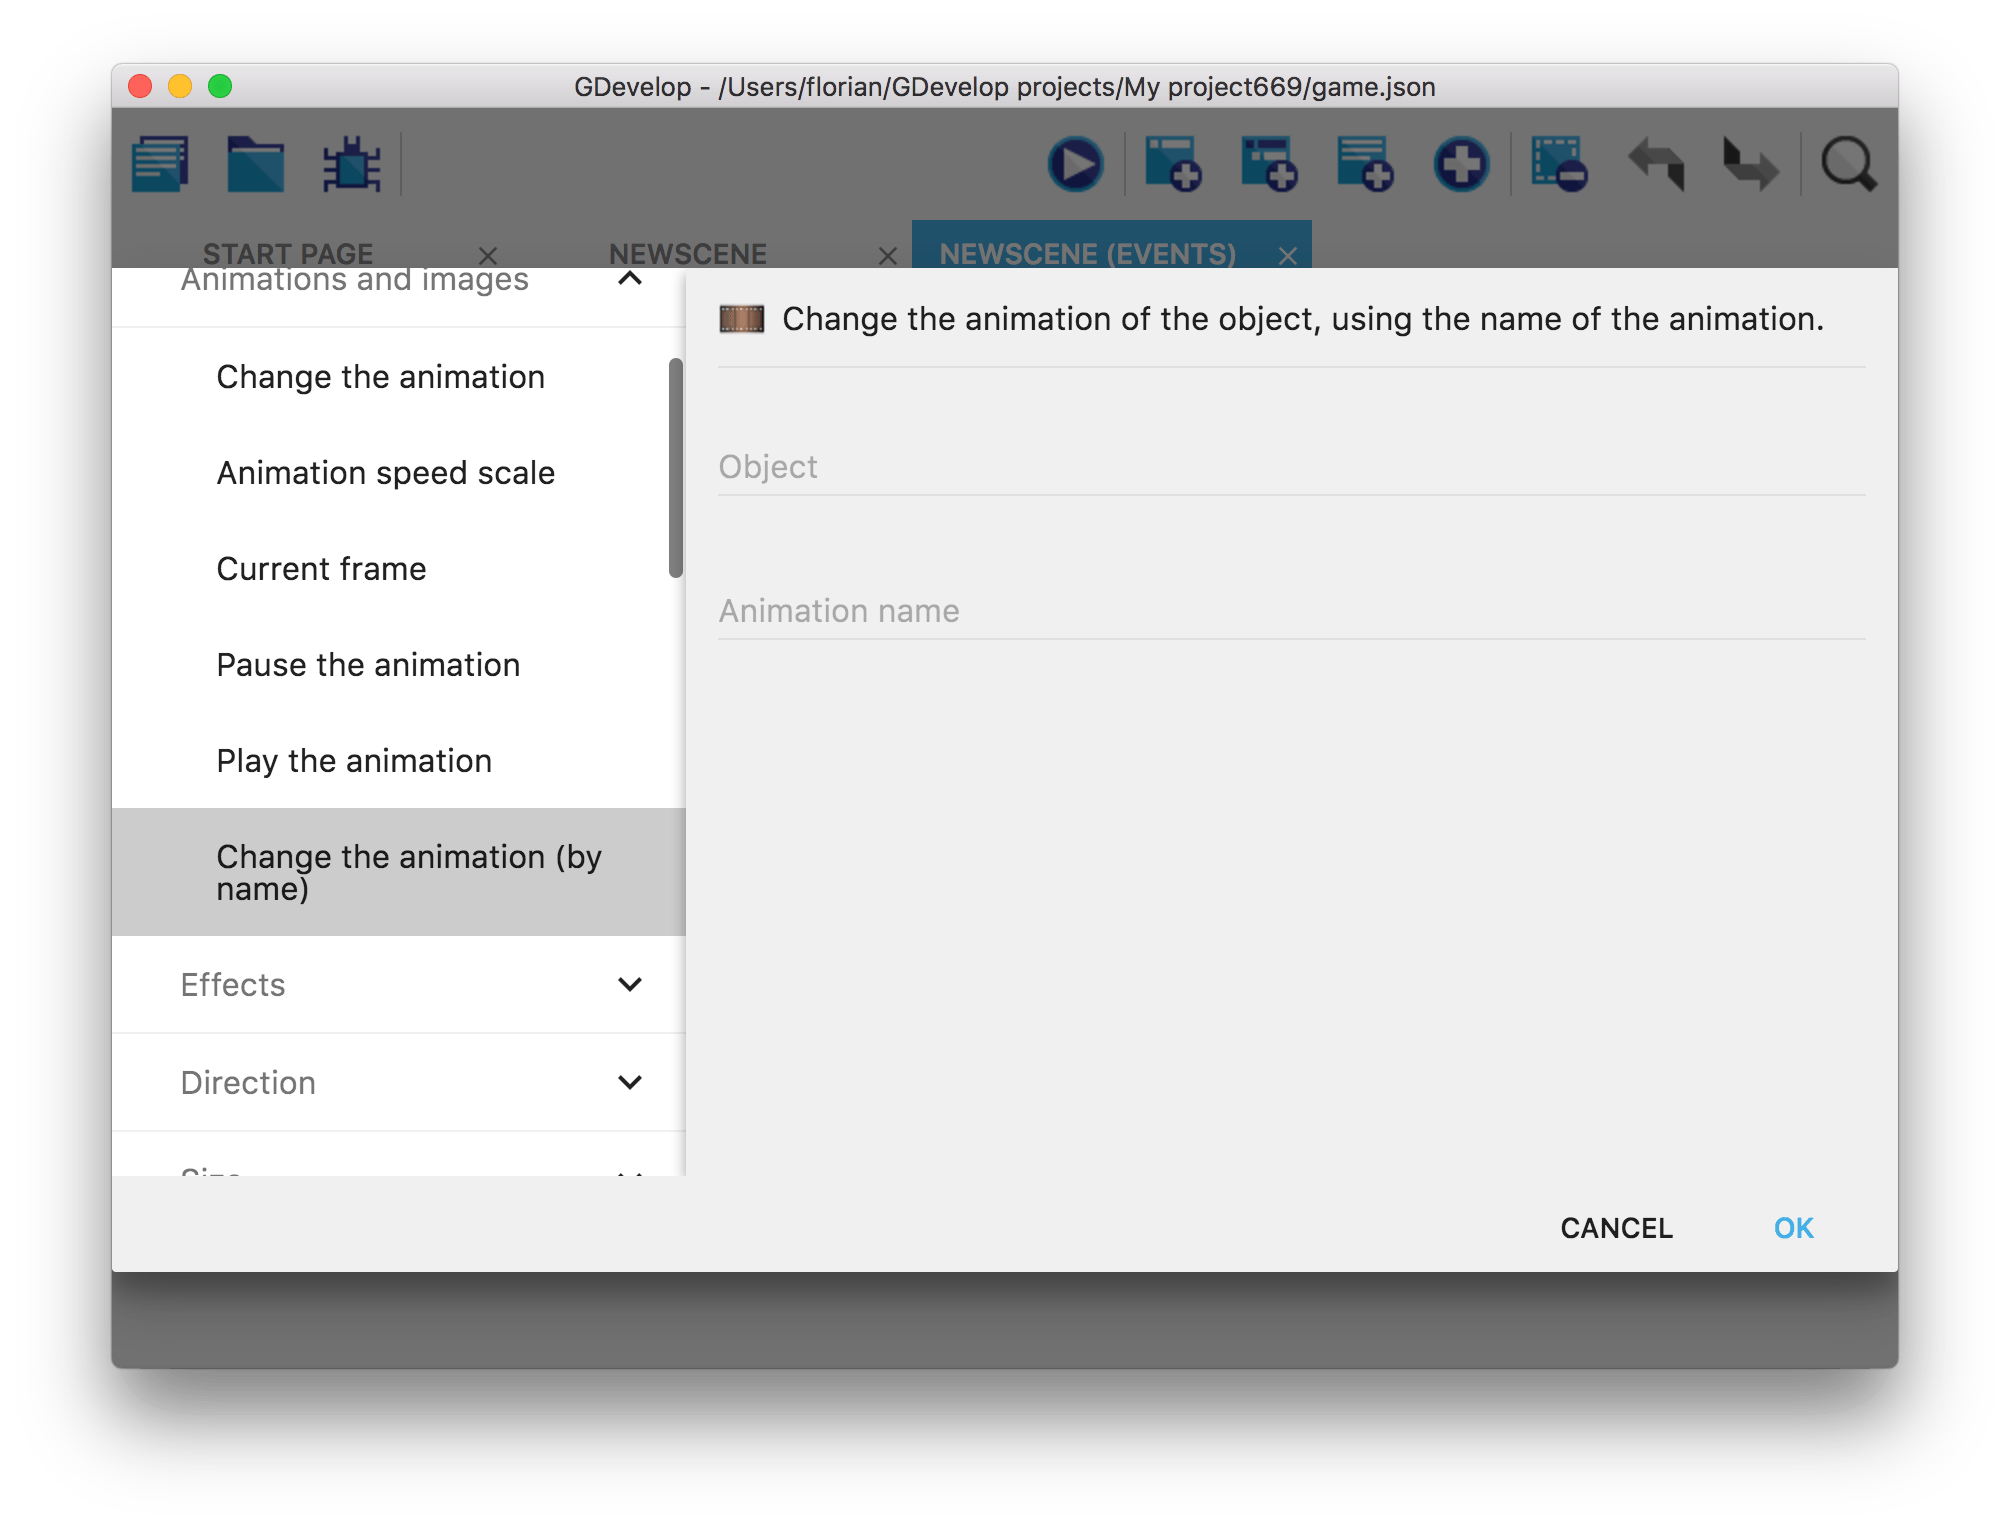 GDevelop - /Users/florian/GDevelop projects/My project669/game.json
START PAGE
NEWSCENE
NEWSCENE (EVENTS)
Animations and images
Change the animation
Animation speed scale
Current frame
Pause the animation
Play the animation
Change the animation (by
name)
Effects
Direction
Size
Change the animation of the object, using the name of the animation.
Object
Animation name
CANCEL
OK